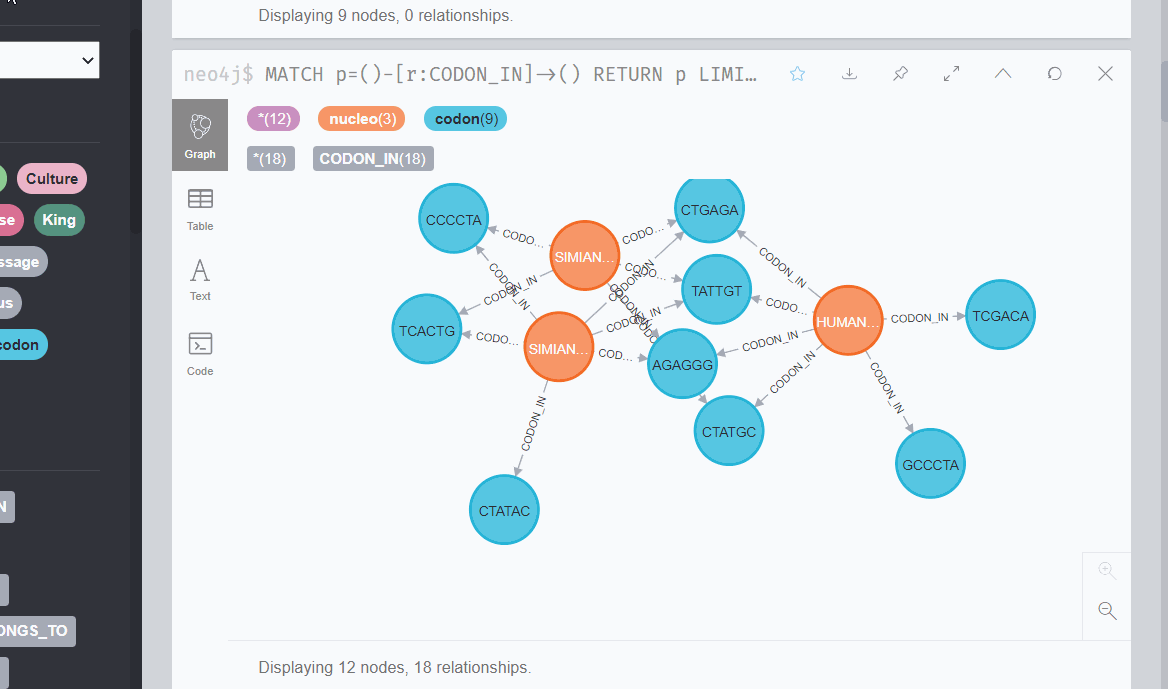 Displaying 9 nodes, 0 relationships.
neo4j$ MATCH p=()-[r:CODON_IN]→() RETURN p LIMI…
*(12) nucleo(3) codon(9)
*(18) CODON_IN(18)
Graph
Table
Text
Code
Culture
se King
ssage
us
codon
N
ONGS_TO
CCCCTA
SIMIAN…
CTGAGA
TATTGT
HUMAN…
TCGACA
TCACTG
SIMIAN…
AGAGGG
CTATGC
GCCCTA
CTATAC
CODO…
CODO…
CODO…
CODON_IN
CODON_IN
CODON_IN
CODON_IN
CODON_IN
CODO…
CODON_IN
CODO…
CODON_IN
CODON_IN
CODON_IN
CODON_IN
COD…
CODON_IN
Displaying 12 nodes, 18 relationships.